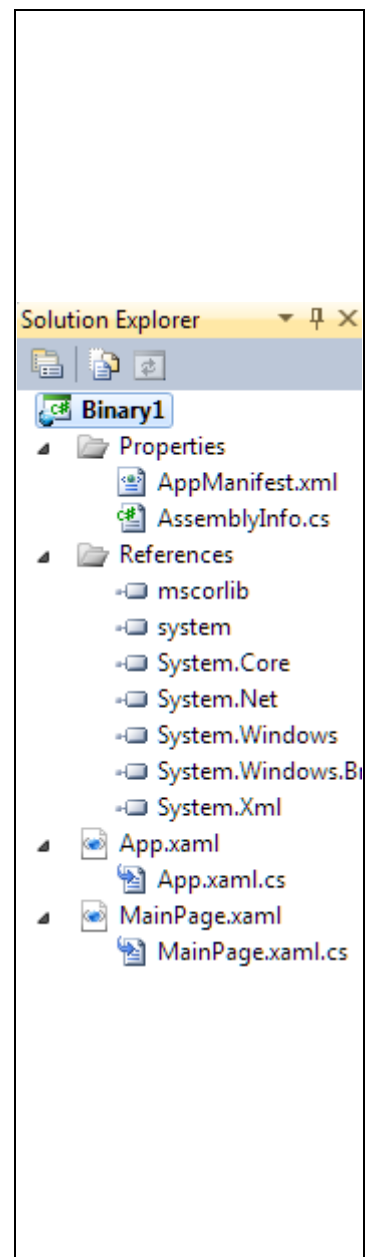 Solution Explorer
Binary1
Properties
AppManifest.xml
AssemblyInfo.cs
References
mscorlib
system
System.Core
System.Net
System.Windows
System.Windows.Br
System.Xml
App.xaml
App.xaml.cs
MainPage.xaml
MainPage.xaml.cs